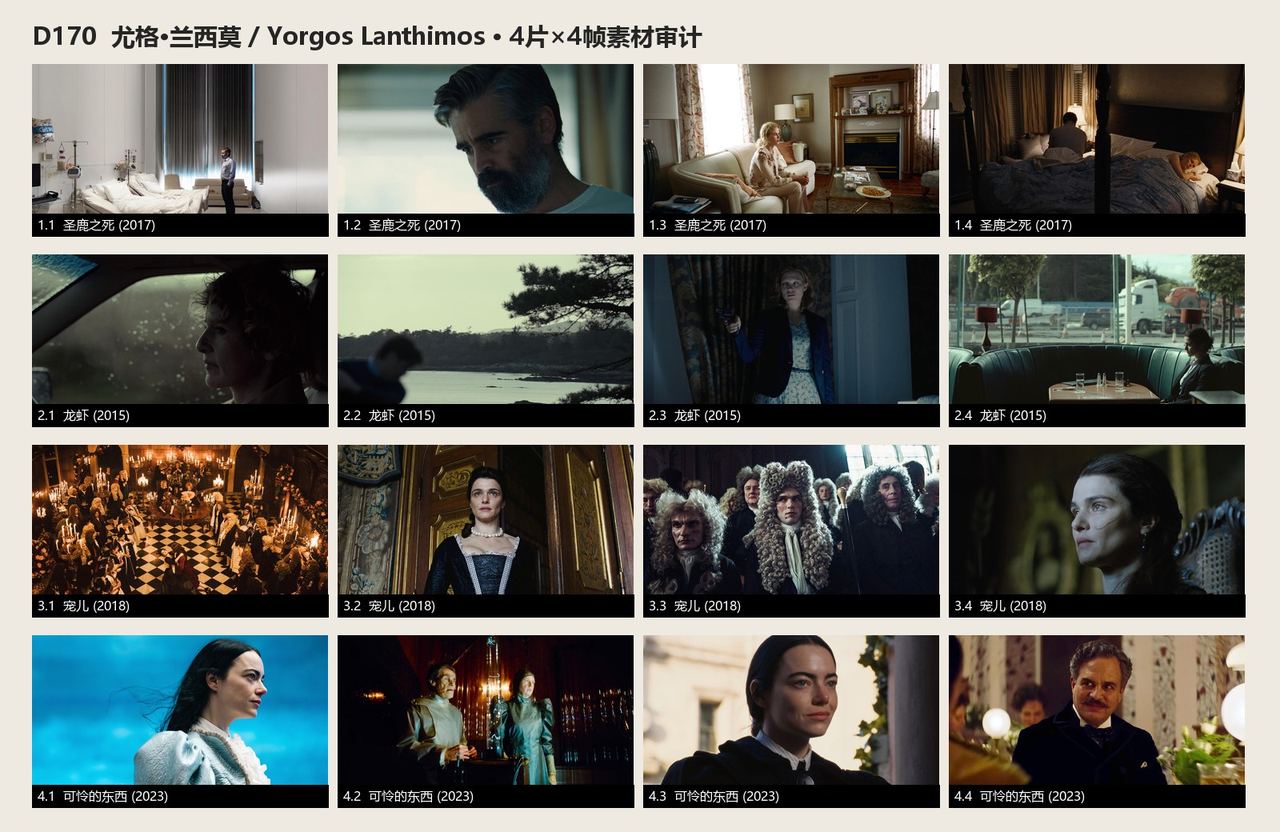 D170 尤格•兰西莫 / Yorgos Lanthimos • 4片×4帧素材审计
1.1 圣鹿之死 (2017)
1.2 圣鹿之死 (2017)
1.3 圣鹿之死 (2017)
1.4 圣鹿之死 (2017)
2.1 龙虾 (2015)
2.2 龙虾 (2015)
2.3 龙虾 (2015)
2.4 龙虾 (2015)
3.1 宠儿 (2018)
3.2 宠儿 (2018)
3.3 宠儿 (2018)
3.4 宠儿 (2018)
4.1 可怜的东西 (2023)
4.2 可怜的东西 (2023)
4.3 可怜的东西 (2023)
4.4 可怜的东西 (2023)